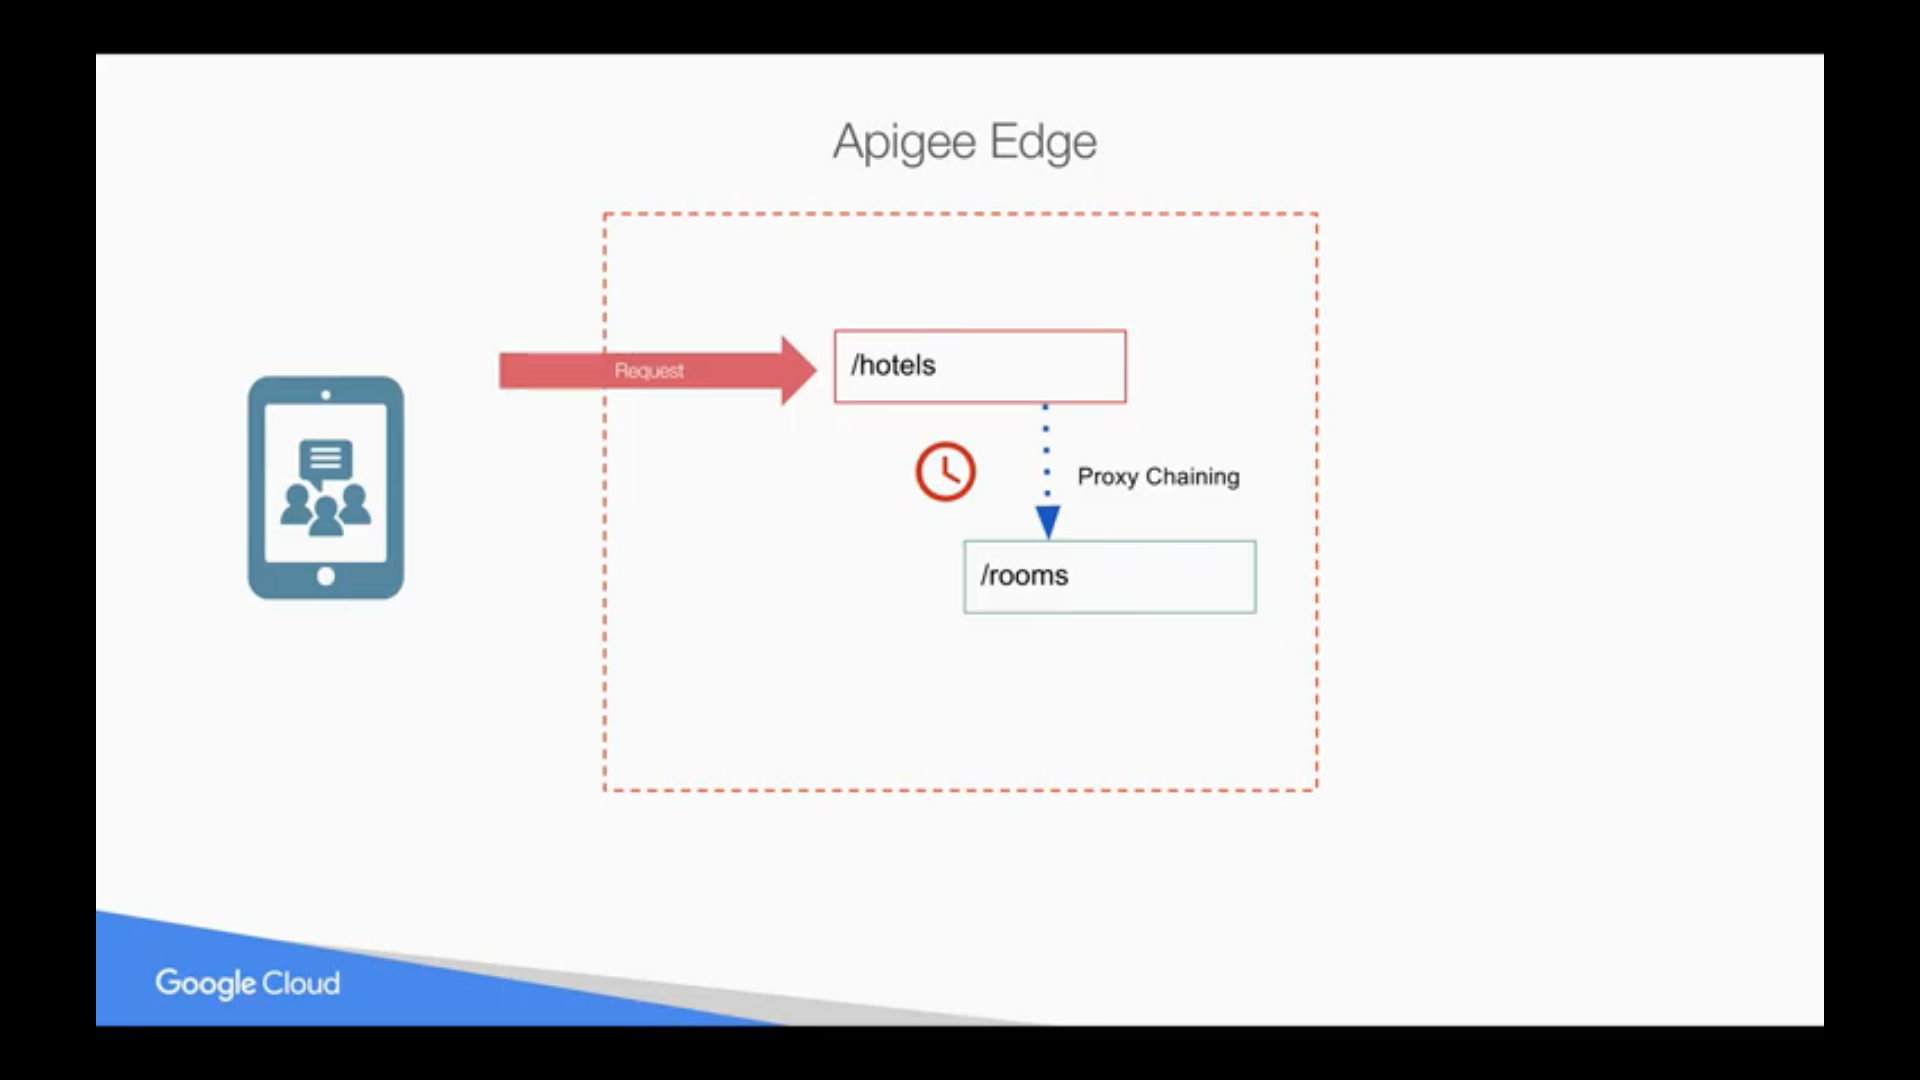 Apigee Edge
Request
/hotels
Proxy Chaining
/rooms
Google Cloud